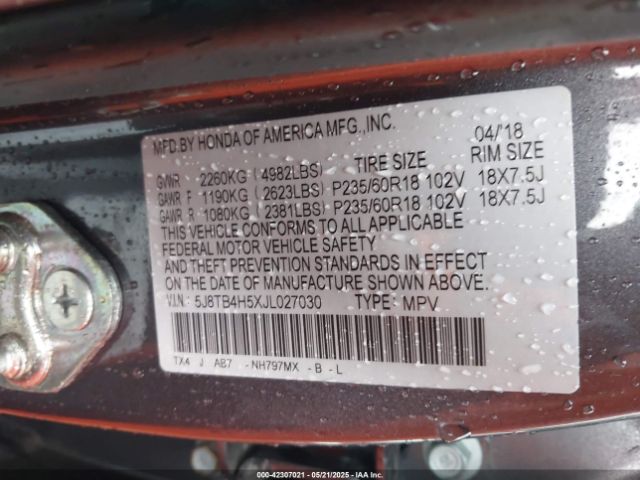 MFD.BY HONDA OF AMERICA MFG.,INC. 04/'18
GVWR 2260KG ( 4982LBS) TIRE SIZE RIM SIZE
GAWR F 1190KG ( 2623LBS) P235/60R18 102V 18X7.5J
GAWR R 1080KG ( 2381LBS) P235/60R18 102V 18X7.5J
THIS VEHICLE CONFORMS TO ALL APPLICABLE
FEDERAL MOTOR VEHICLE SAFETY
AND THEFT PREVENTION STANDARDS IN EFFECT
ON THE DATE OF MANUFACTURE SHOWN ABOVE.
V.I.N.: 5J8TB4H5XJL027030 TYPE: MPV
TX4 J AB7 -NH797MX -B-L
000-42307021 - 05/21/2025 - IAA Inc.